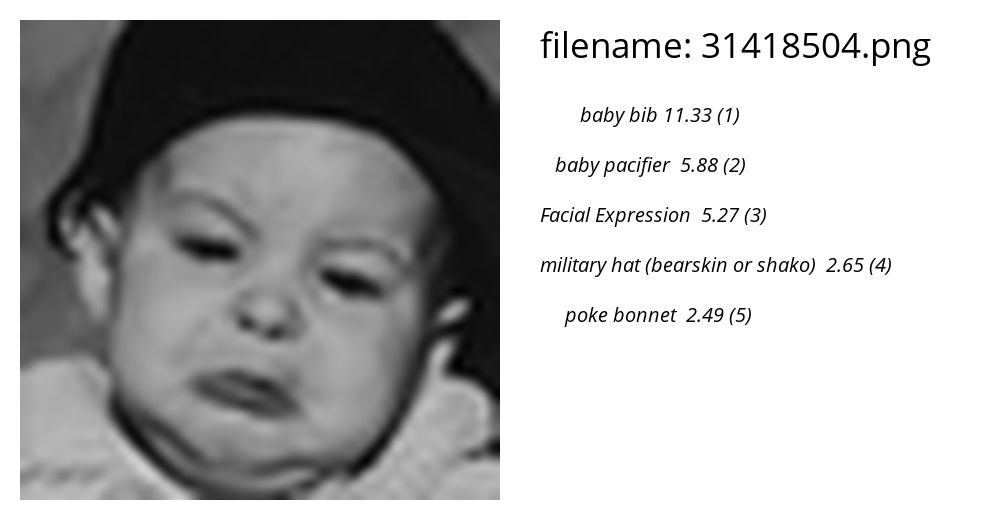 filename: 31418504.png
baby bib 11.33 (1)
baby pacifier 5.88 (2)
Facial Expression 5.27 (3)
military hat (bearskin or shako) 2.65 (4)
poke bonnet 2.49 (5)